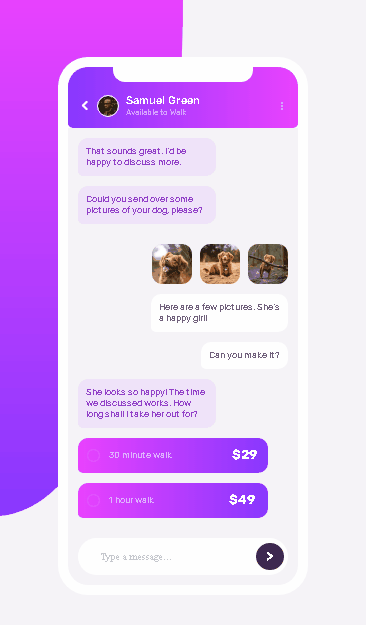 Samuel Green
Available to Walk
That sounds great. I'd be
happy to discuss more.
Could you send over some
pictures of your dog, please?
Here are a few pictures. She's
a happy girl!
Can you make it?
She looks so happy! The time
we discussed works. How
long shall I take her out for?
30 minute walk $29
1 hour walk $49
Type a message...